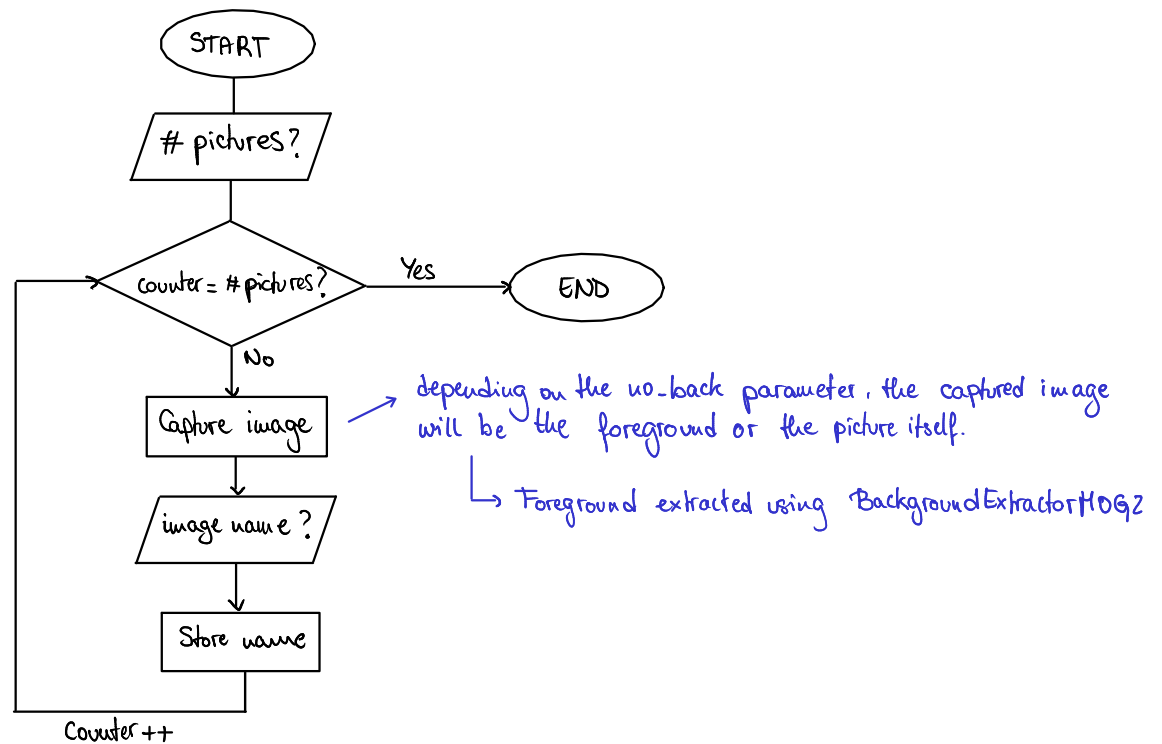 START
# pictures?
counter = # pictures?
Yes
END
No
Capture image
depending on the no_back parameter, the captured image
will be the foreground or the picture itself.
Foreground extracted using BackgroundExtractorMOG2
image name ?
Store name
Counter ++